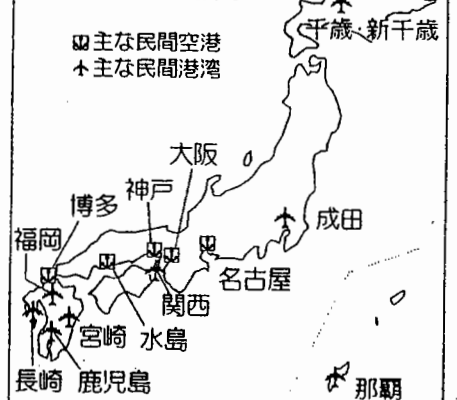 千歳・新千歳
主な民間空港
主な民間港湾
大阪
神戸
博多
福岡
成田
名古屋
関西
宮崎
水島
長崎
鹿児島
那覇